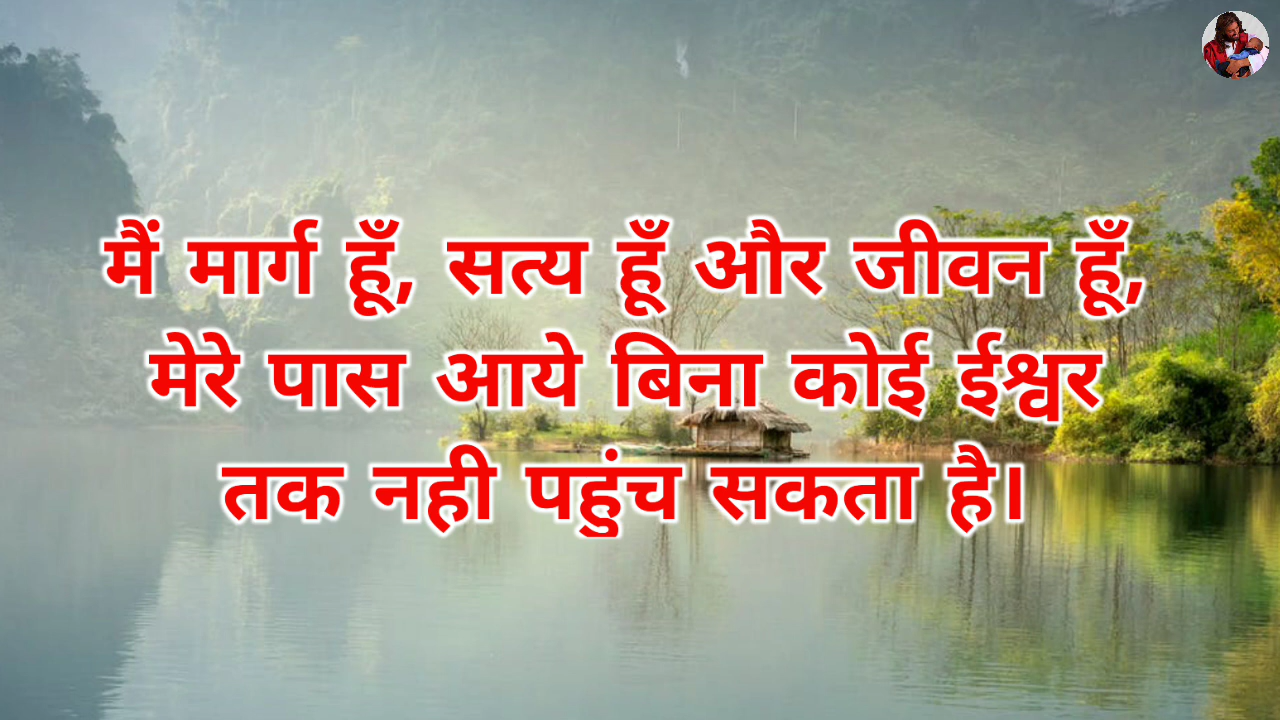 मैं मार्ग हूँ, सत्य हूँ और जीवन हूँ,
मेरे पास आये बिना कोई ईश्वर
तक नही पहुंच सकता है।